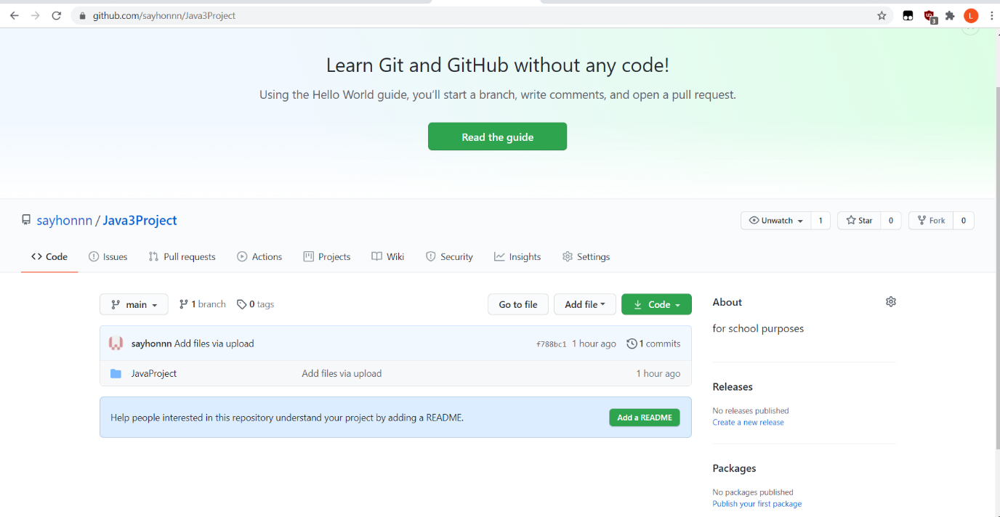 github.com/sayhonnn/Java3Project
3
L
Learn Git and GitHub without any code!
Using the Hello World guide, you'll start a branch, write comments, and open a pull request.
Read the guide
sayhonnn / Java3Project
Unwatch 1 Star 0 Fork 0
Code Issues Pull requests Actions Projects Wiki Security Insights Settings
main 1 branch 0 tags Go to file Add file Code
sayhonnn Add files via upload f788bc1 1 hour ago 1 commits
JavaProject Add files via upload 1 hour ago
Help people interested in this repository understand your project by adding a README. Add a README
About
for school purposes
Releases
No releases published
Create a new release
Packages
No packages published
Publish your first package